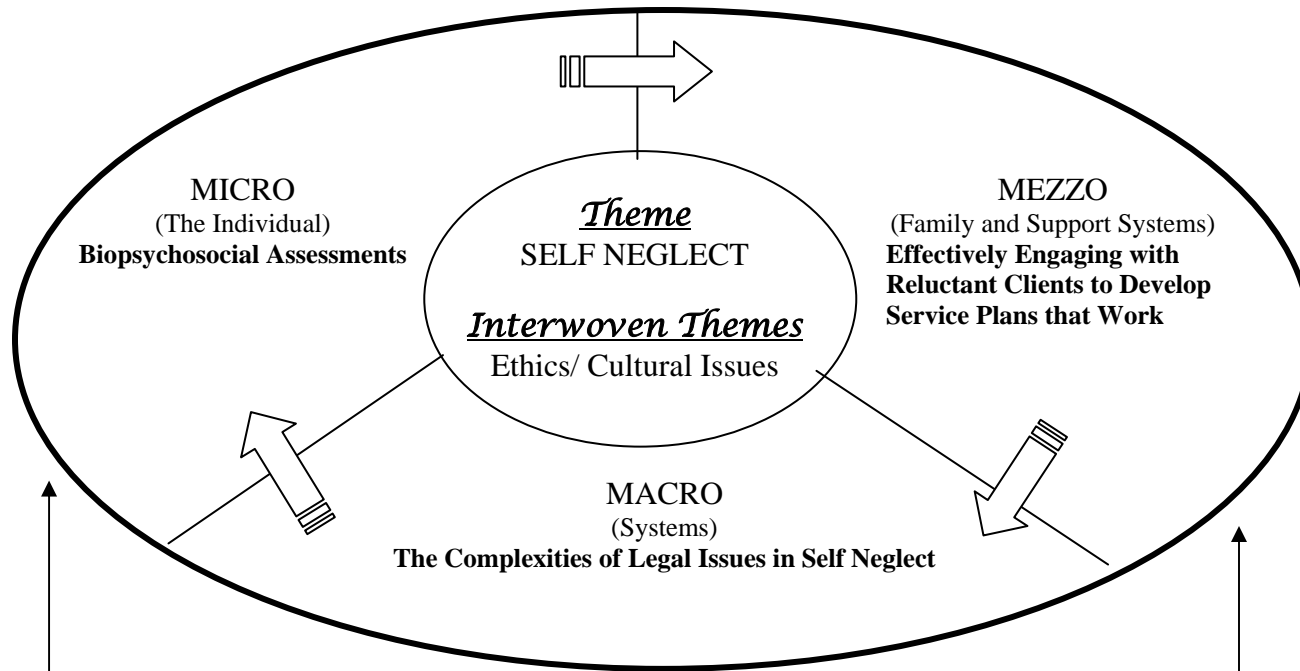 MICRO
(The Individual)
Biopsychosocial Assessments
Theme
SELF NEGLECT
Interwoven Themes
Ethics/ Cultural Issues
MEZZO
(Family and Support Systems)
Effectively Engaging with
Reluctant Clients to Develop
Service Plans that Work
MACRO
(Systems)
The Complexities of Legal Issues in Self Neglect